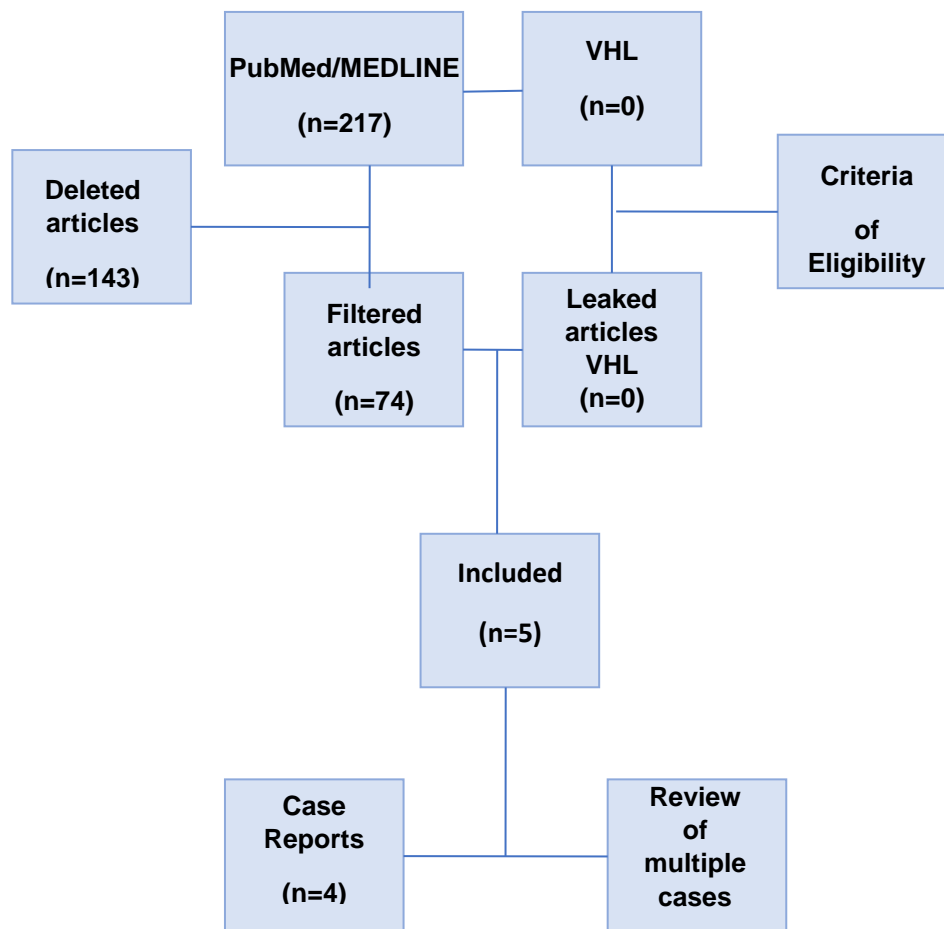 PubMed/MEDLINE
(n=217)
VHL
(n=0)
Deleted
articles
(n=143)
Criteria
of
Eligibility
Filtered
articles
(n=74)
Leaked
articles
VHL
(n=0)
Included
(n=5)
Case
Reports
(n=4)
Review
of
multiple
cases